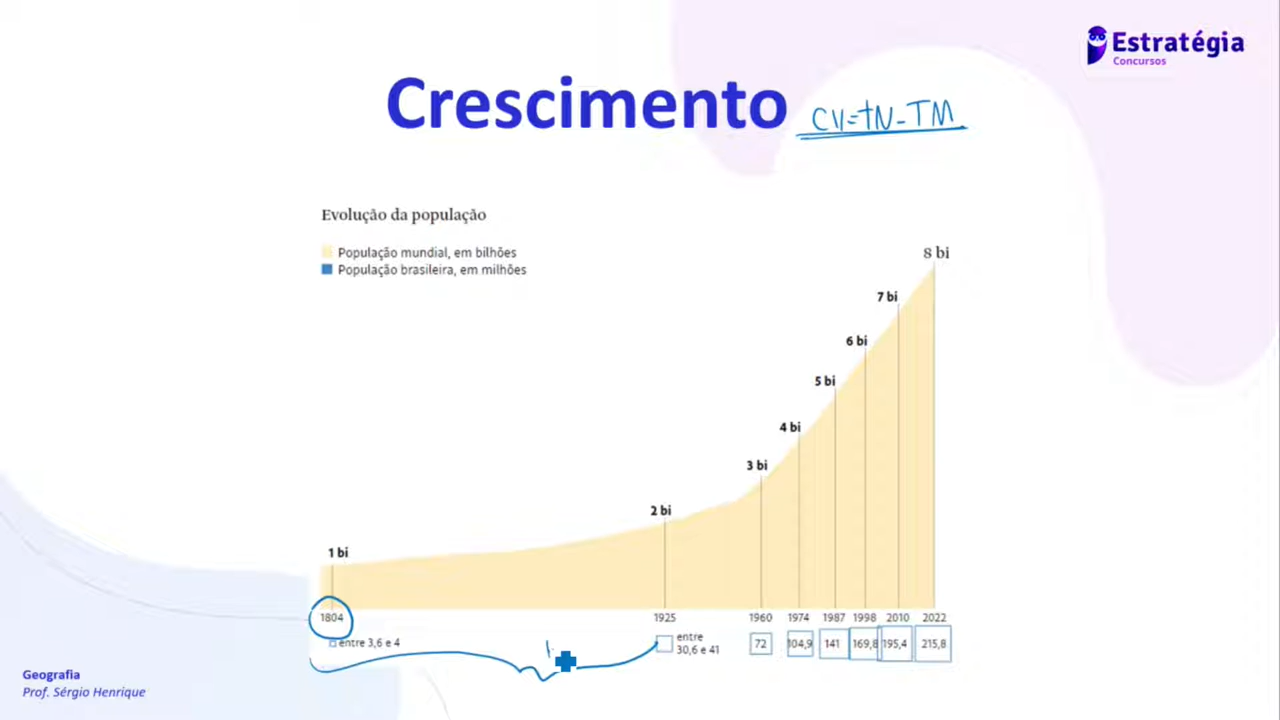 Estratégia
Concursos
Crescimento
CV=tN-TM
Evolução da população
População mundial, em bilhões
População brasileira, em milhões
8 bi
7 bi
6 bi
5 bi
4 bi
3 bi
2 bi
1 bi
1804 1925 1960 1974 1987 1998 2010 2022
entre 3,6 e 4
entre
30,6 e 41
72 104,9 141 169,8 195,4 215,8
Geografia
Prof. Sérgio Henrique